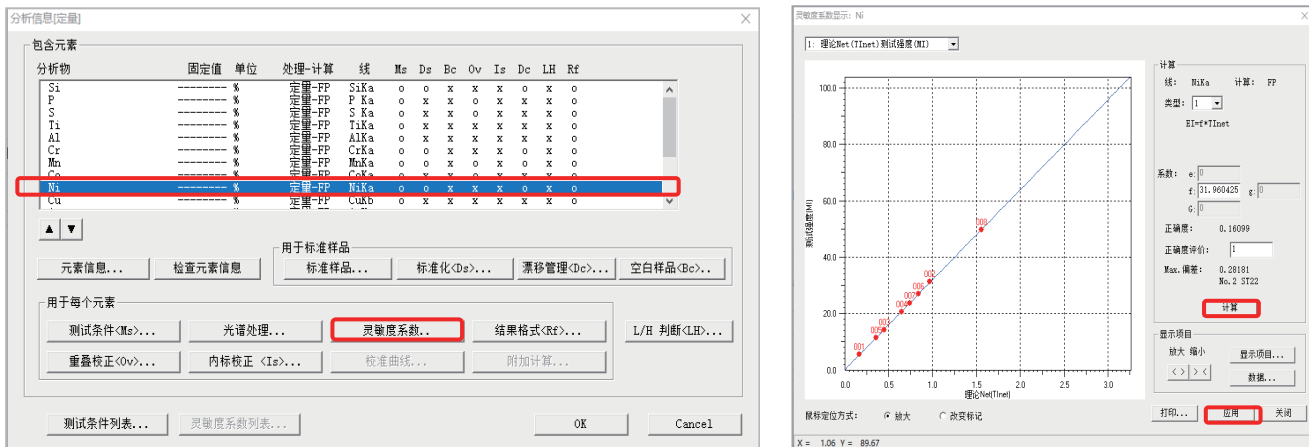 分析信息[定量]
包含元素
分析物 固定值 单位 处理-计算 线 Ms Ds Bc Ov Is Dc LH Rf
Si -------- % 定量-FP SiKa o o x x x o x o
P -------- % 定量-FP P Ka o x x o x x x o
S -------- % 定量-FP S Ka o x x x x x x o
Ti -------- % 定量-FP TiKa o x x x x x x o
Al -------- % 定量-FP AlKa o x x x x x x o
Cr -------- % 定量-FP CrKa o o x x x o x o
Mn -------- % 定量-FP MnKa o x x o x x x o
Co -------- % 定量-FP CoKa o x x o x x x o
Ni -------- % 定量-FP NiKa o o x x x o x o
Cu -------- % 定量-FP CuKb o x x x x x x o
▲ ▼
元素信息... 检查元素信息
用于标准样品
标准样品... 标准化<Ds>... 漂移管理<Dc>... 空白样品<Bc>..
用于每个元素
测试条件<Ms>... 光谱处理... 灵敏度系数.. 结果格式<Rf>... L/H 判断<LH>...
重叠校正<Ov>... 内标校正 <Is>... 校准曲线... 附加计算...
测试条件列表... 灵敏度系数列表... OK Cancel
灵敏度系数显示: Ni
1: 理论Net(TInet)测试强度(MI)
测试强度(MI)
100.0
80.0
60.0
40.0
20.0
0.0
008
002
006
007
004
003
005
001
0.0 0.5 1.0 1.5 2.0 2.5 3.0
理论Net(TInet)
鼠标定位方式: 放大 改变标记
X = 1.06 Y = 89.67
计算
线: NiKa 计算: FP
类型: 1
EI=f*TInet
系数: e: 0
f: 31.960425 g: 0
G: 0
正确度: 0.16099
正确度评价: 1
Max.偏差: 0.28181
No.2 ST22
计算
显示项目
放大 缩小 显示项目...
< > > < 数据...
打印... 应用 关闭